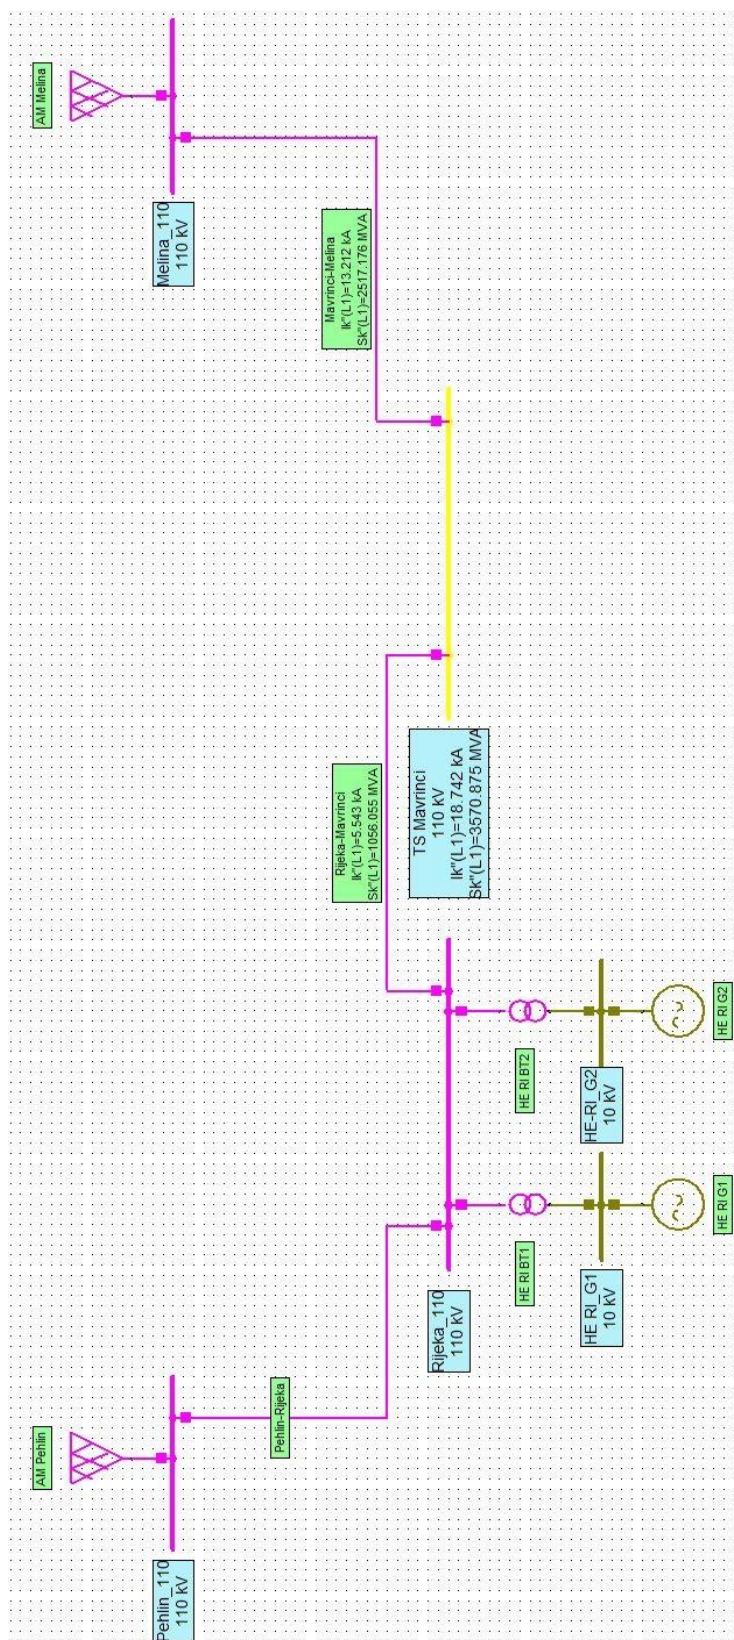 AM Melina
Melina_110
110 kV
Mavrinci-Melina
Ik"(L1)=13.212 kA
Sk"(L1)=2517.176 MVA
Rijeka-Mavrinci
Ik"(L1)=5.543 kA
Sk"(L1)=1056.055 MVA
TS Mavrinci
110 kV
Ik"(L1)=18.742 kA
Sk"(L1)=3570.875 MVA
HE RI G2
HE RI BT2
HE-RI_G2
10 kV
HE RI G1
HE RI BT1
HE RI_G1
10 kV
Rijeka_110
110 kV
Pehlin-Rijeka
AM Pehlin
Pehlin_110
110 kV